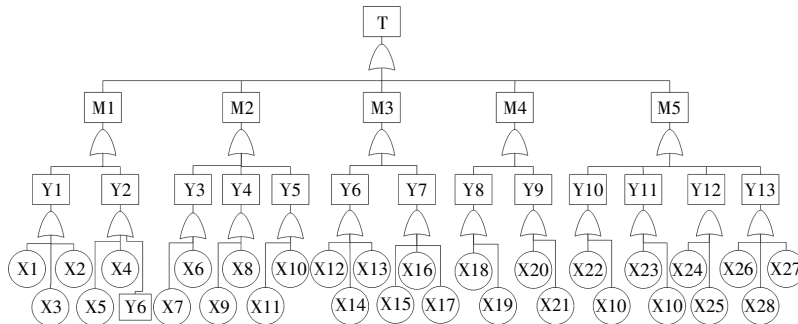 T
M1 M2 M3 M4 M5
Y1 Y2 Y3 Y4 Y5 Y6 Y7 Y8 Y9 Y10 Y11 Y12 Y13
X1 X2 X4 X6 X8 X10 X12 X13 X16 X18 X20 X22 X23 X24 X26 X27
X3 X5 Y6 X7 X9 X11 X14 X15 X17 X19 X21 X10 X10 X25 X28